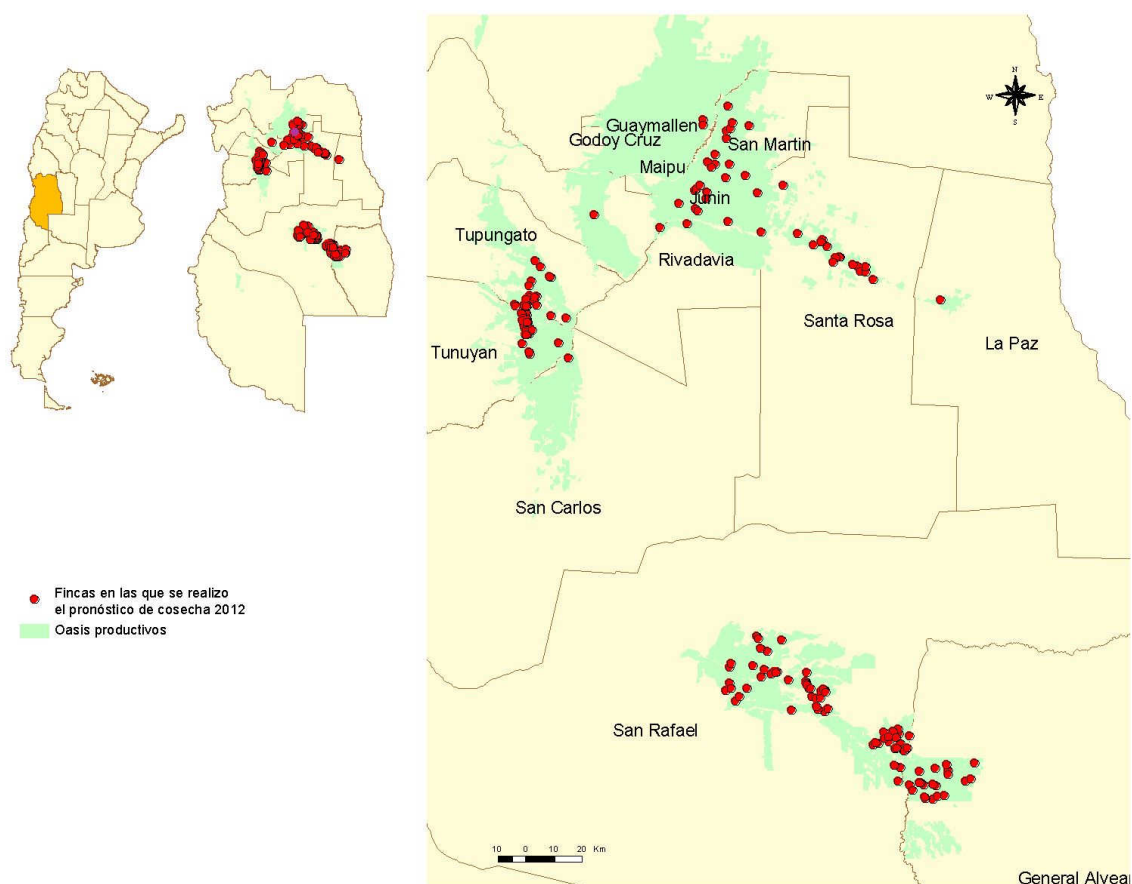 Fincas en las que se realizo
el pronóstico de cosecha 2012
Oasis productivos
N
W
E
S
Guaymallen
Godoy Cruz
San Martin
Maipu
Junin
Tupungato
Rivadavia
Santa Rosa
La Paz
Tunuyan
San Carlos
San Rafael
10 0 10 20 Km
General Alvear